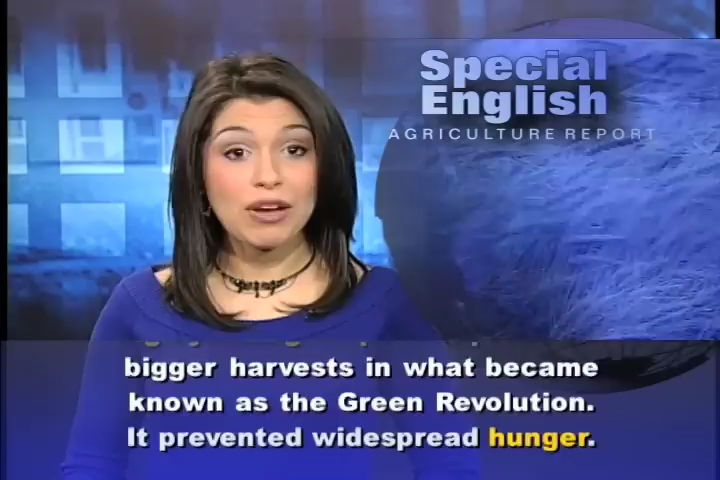 Special
English
AGRICULTURE REPORT
bigger harvests in what became
known as the Green Revolution.
It prevented widespread hunger.